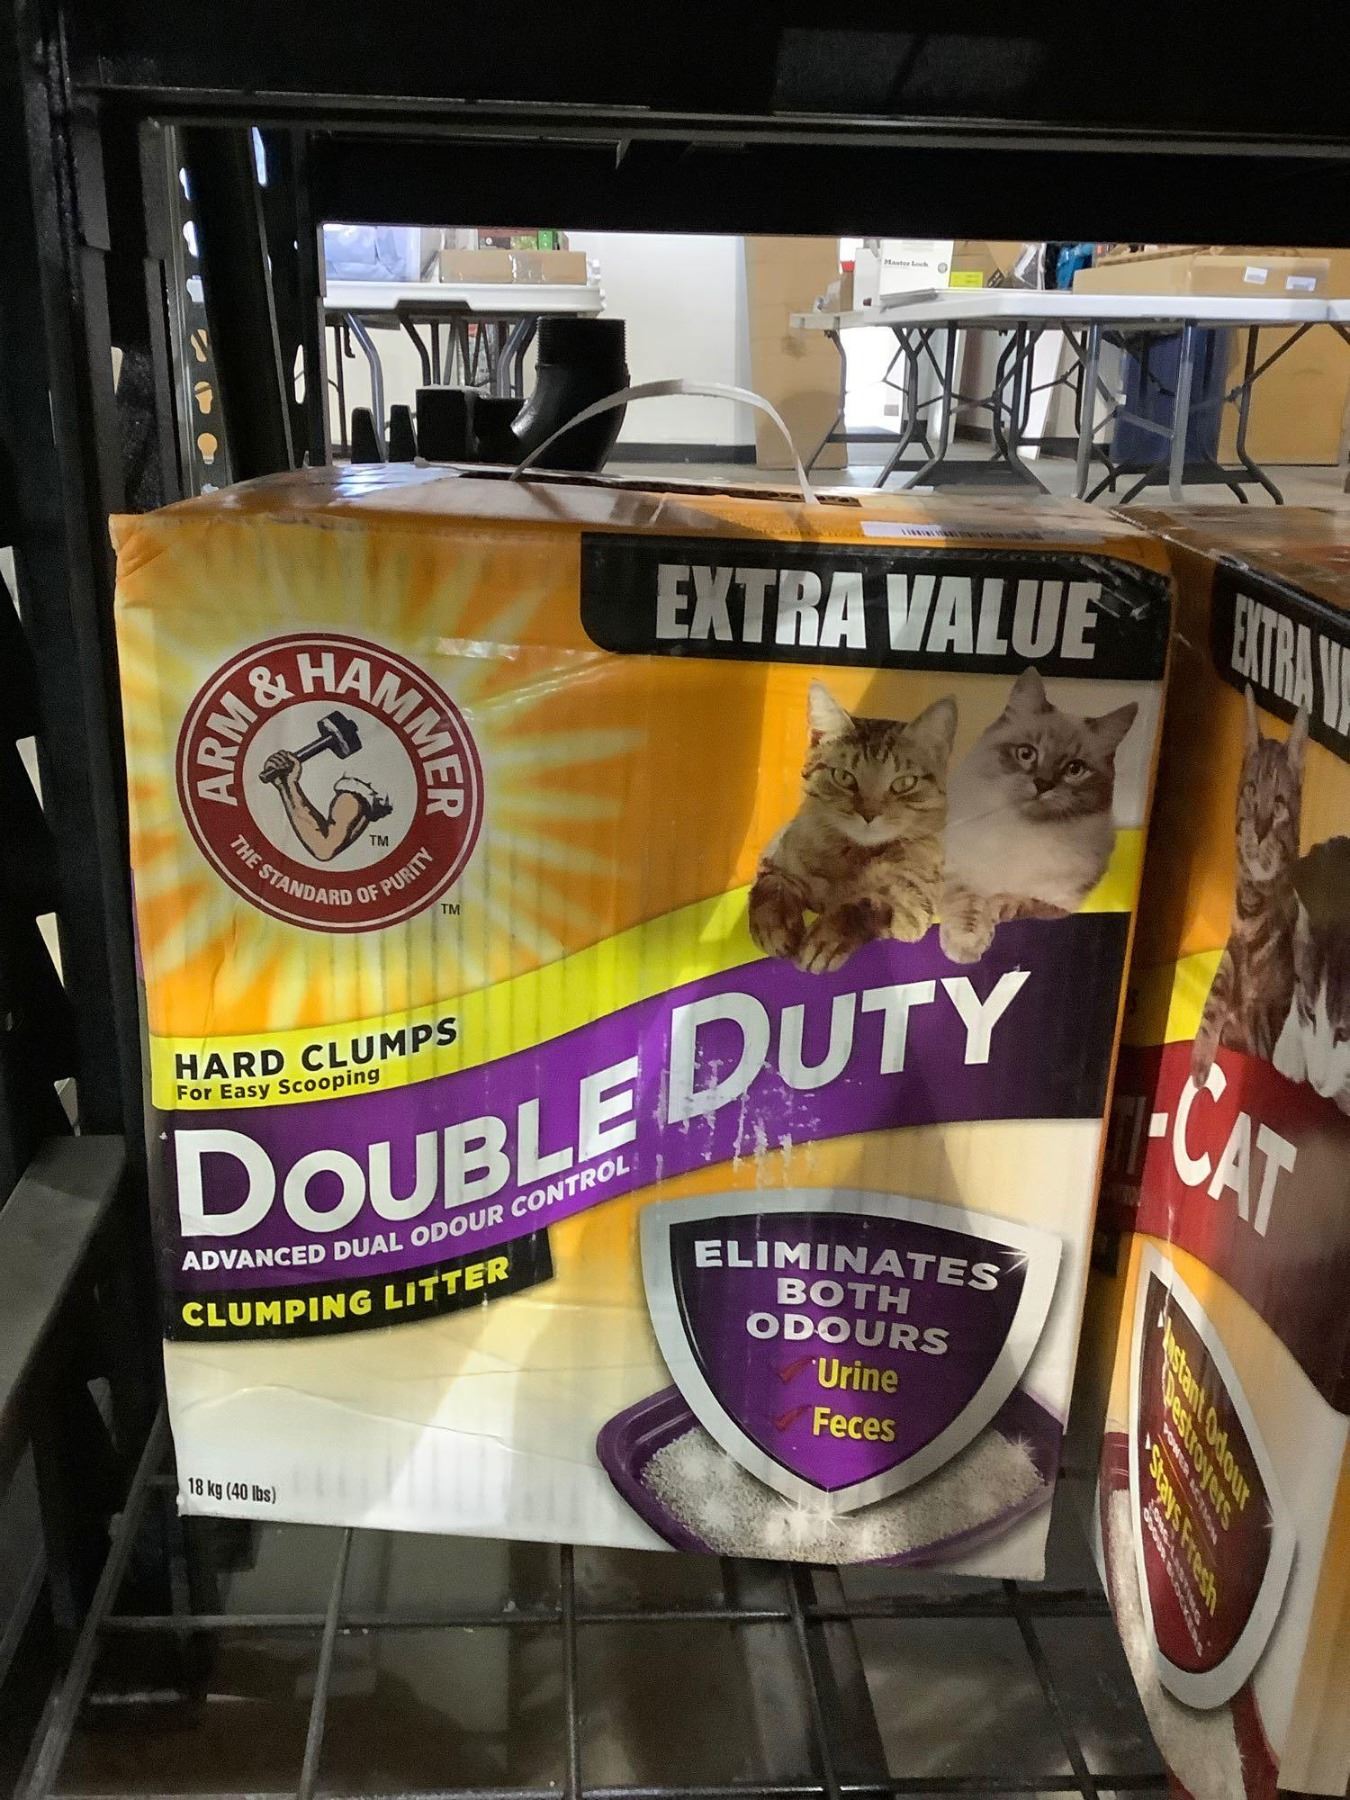 Master Lock
EXTRA VALUE
ARM & HAMMER
THE STANDARD OF PURITY
TM
TM
HARD CLUMPS
For Easy Scooping
DOUBLE DUTY
ADVANCED DUAL ODOUR CONTROL
CLUMPING LITTER
ELIMINATES
BOTH
ODOURS
Urine
Feces
18 kg (40 lbs)
EXTRA
-CAT
Instant Odour
Destroyers
Stays Fresh